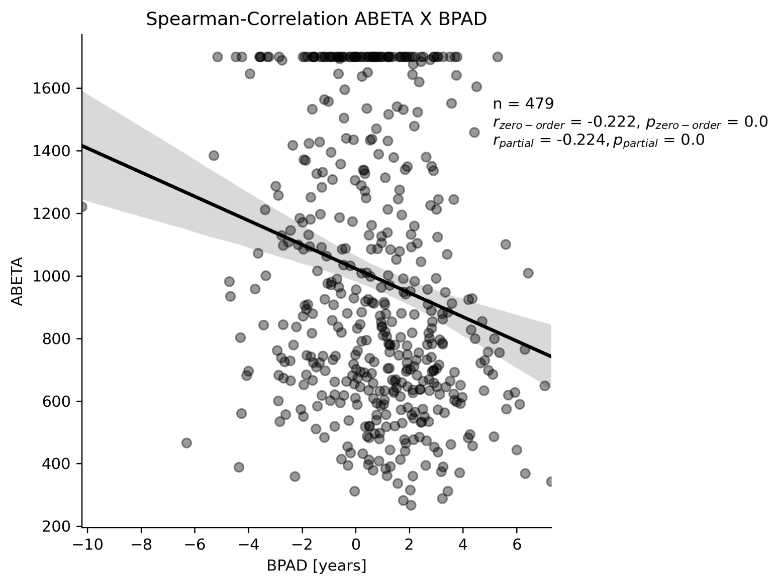 Spearman-Correlation ABETA X BPAD
1600
1400
1200
1000
800
600
400
200
ABETA
n = 479
r_zero−order = -0.222, p_zero−order = 0.0
r_partial = -0.224, p_partial = 0.0
−10 −8 −6 −4 −2 0 2 4 6
BPAD [years]